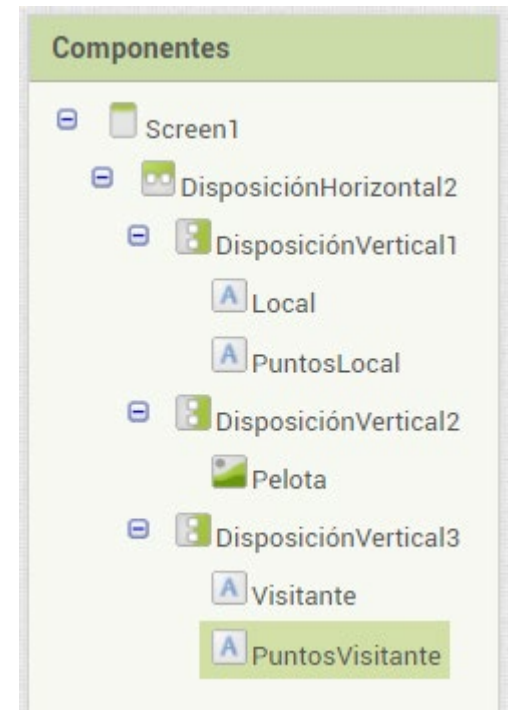 Componentes
Screen1
DisposiciónHorizontal2
DisposiciónVertical1
A Local
A PuntosLocal
DisposiciónVertical2
Pelota
DisposiciónVertical3
A Visitante
A PuntosVisitante